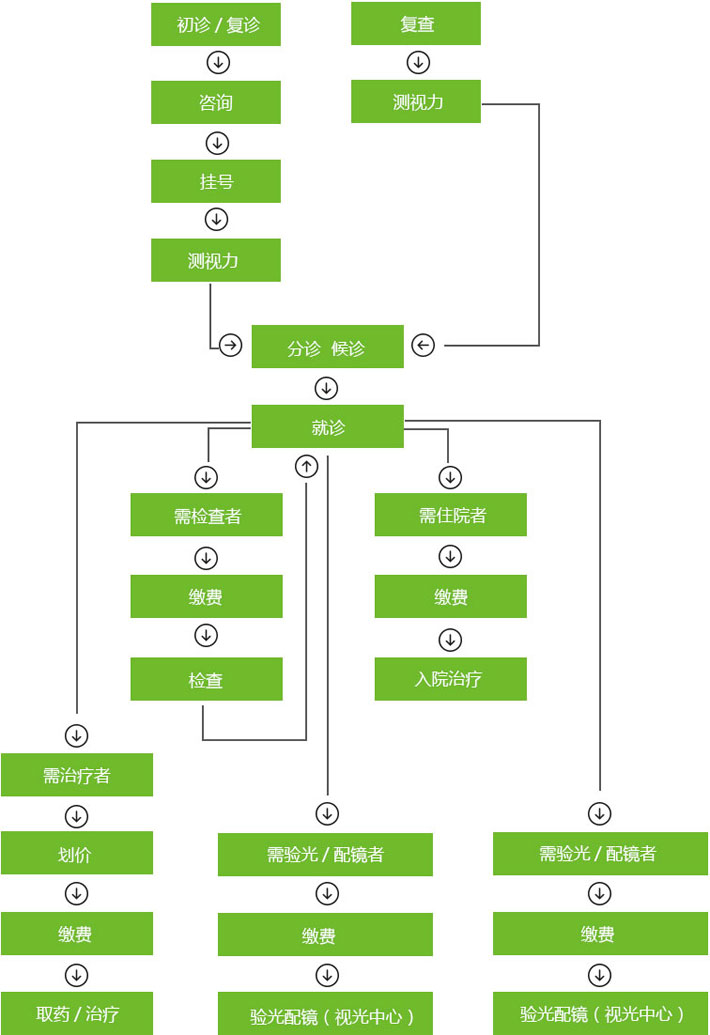 初诊 / 复诊
复查
咨询
测视力
挂号
测视力
分诊 候诊
就诊
需检查者
需住院者
缴费
缴费
检查
入院治疗
需治疗者
划价
需验光 / 配镜者
需验光 / 配镜者
缴费
缴费
缴费
取药 / 治疗
验光配镜（视光中心）
验光配镜（视光中心）